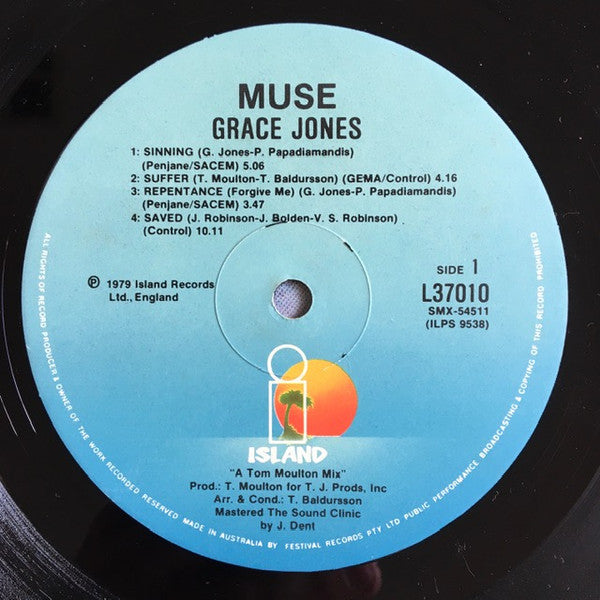 MUSE
GRACE JONES
1: SINNING (G. Jones-P. Papadiamandis)
(Penjane/SACEM) 5.06
2: SUFFER (T. Moulton-T. Baldursson) (GEMA/Control) 4.16
3: REPENTANCE (Forgive Me) (G. Jones-P. Papadiamandis)
(Penjane/SACEM) 3.47
4: SAVED (J. Robinson-J. Bolden-V. S. Robinson)
(Control) 10.11
℗ 1979 Island Records
Ltd., England
SIDE 1
L37010
SMX-54511
(ILPS 9538)
ISLAND
"A Tom Moulton Mix"
Prod.: T. Moulton for T. J. Prods, Inc
Arr. & Cond.: T. Baldursson
Mastered The Sound Clinic
by J. Dent
ALL RIGHTS OF RECORD PRODUCER & OWNER OF THE WORK RECORDED RESERVED MADE IN AUSTRALIA BY FESTIVAL RECORDS PTY LTD PUBLIC PERFORMANCE BROADCASTING & COPYING OF THIS RECORD PROHIBITED